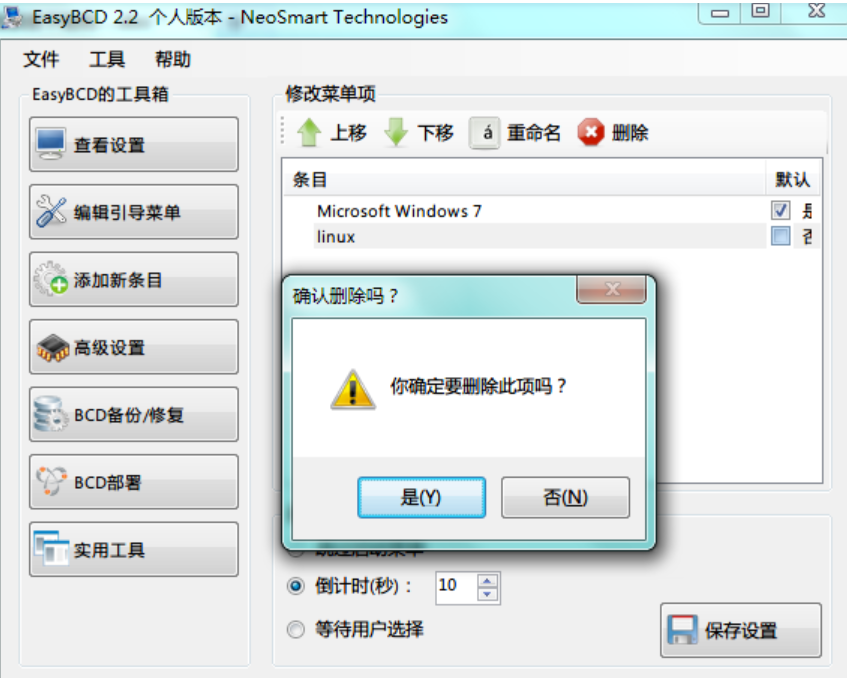 EasyBCD 2.2 个人版本 - NeoSmart Technologies
文件 工具 帮助
EasyBCD的工具箱
查看设置
编辑引导菜单
添加新条目
高级设置
BCD备份/修复
BCD部署
实用工具
修改菜单项
上移 下移 á 重命名 删除
条目 默认
Microsoft Windows 7 是
linux 否
确认删除吗？
你确定要删除此项吗？
是(Y) 否(N)
倒计时(秒)： 10
等待用户选择
保存设置